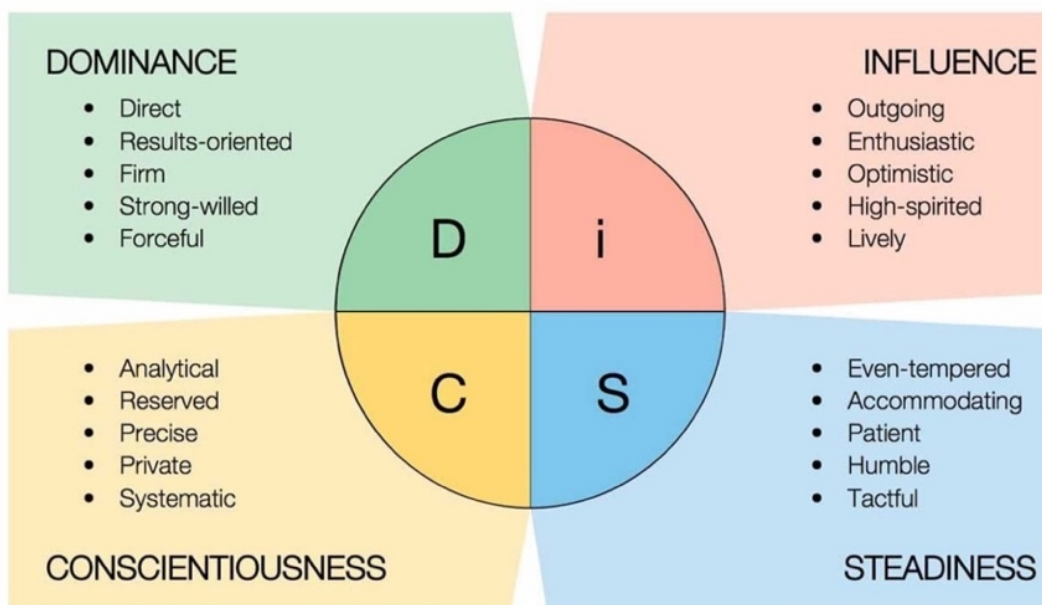 DOMINANCE
• Direct
• Results-oriented
• Firm
• Strong-willed
• Forceful
INFLUENCE
• Outgoing
• Enthusiastic
• Optimistic
• High-spirited
• Lively
D
i
C
S
• Analytical
• Reserved
• Precise
• Private
• Systematic
CONSCIENTIOUSNESS
• Even-tempered
• Accommodating
• Patient
• Humble
• Tactful
STEADINESS